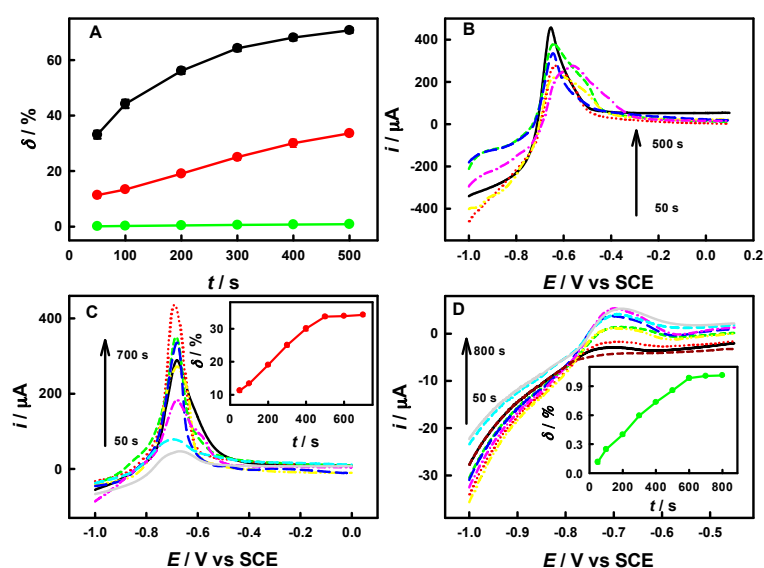 A
δ / %
60
40
20
0
0
100
200
300
400
500
t / s
B
i / µA
400
200
0
-200
-400
500 s
50 s
-1.0
-0.8
-0.6
-0.4
-0.2
0.0
0.2
E / V vs SCE
C
i / µA
400
200
0
700 s
50 s
-1.0
-0.8
-0.6
-0.4
-0.2
0.0
E / V vs SCE
δ / %
30
20
10
200
400
600
t / s
D
i / µA
0
-10
-20
-30
800 s
50 s
-1.0
-0.9
-0.8
-0.7
-0.6
-0.5
E / V vs SCE
δ / %
0.9
0.6
0.3
0.0
0
200
400
600
800
t / s